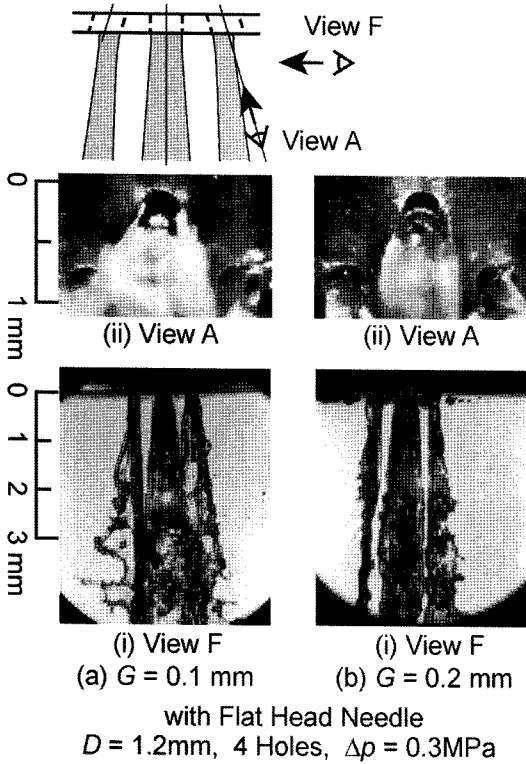 View F
View A
0
1 mm
(ii) View A
(ii) View A
0
1
2
3 mm
(i) View F
(i) View F
(a) G = 0.1 mm
(b) G = 0.2 mm
with Flat Head Needle
D = 1.2mm, 4 Holes, Δp = 0.3MPa